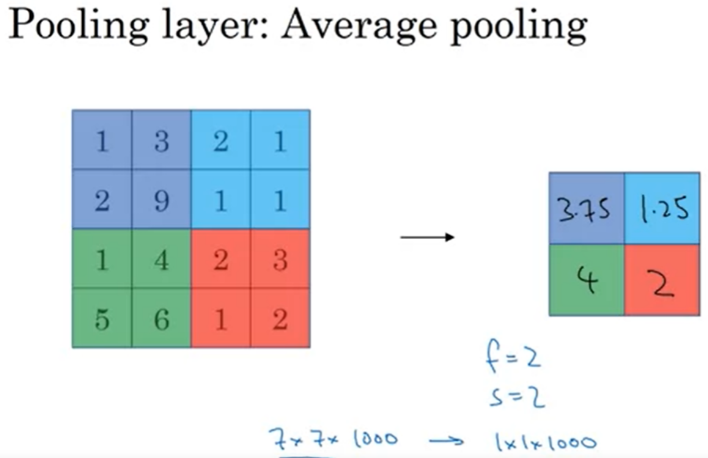 Pooling layer: Average pooling
1 3 2 1
2 9 1 1
1 4 2 3
5 6 1 2
→
3.75 1.25
4 2
f=2
s=2
7×7×1000 → 1×1×1000